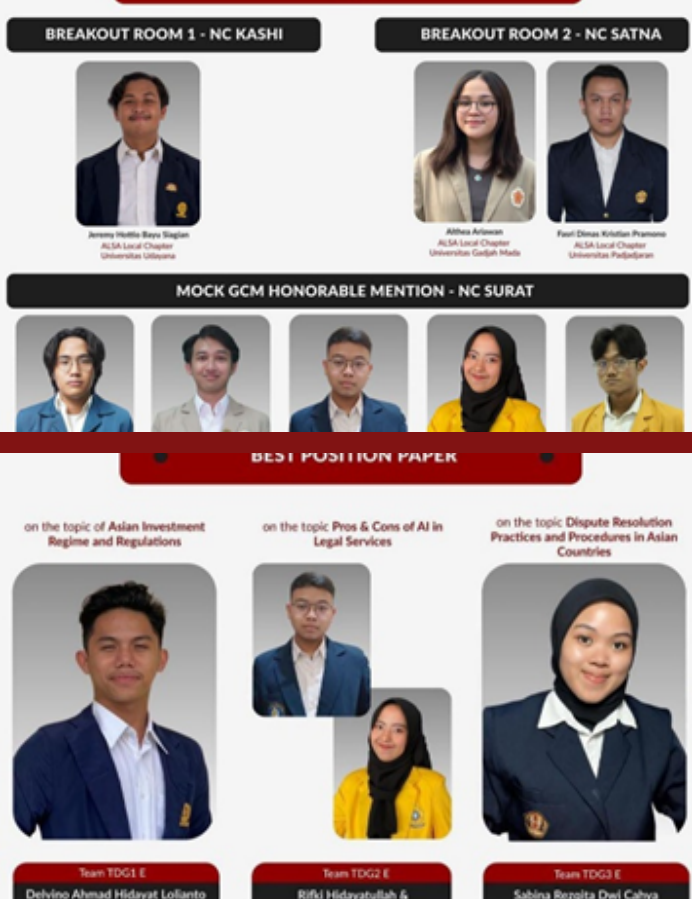 BREAKOUT ROOM 1 - NC KASHI
BREAKOUT ROOM 2 - NC SATNA
Jeremy Hottio Bayu Siagian
ALSA Local Chapter
Universitas Udayana
Althea Ariawan
ALSA Local Chapter
Universitas Gadjah Mada
Fasri Dimas Kristian Pramono
ALSA Local Chapter
Universitas Padjadjaran
MOCK GCM HONORABLE MENTION - NC SURAT
BEST POSITION PAPER
on the topic of Asian Investment
Regime and Regulations
on the topic Pros & Cons of AI in
Legal Services
on the topic Dispute Resolution
Practices and Procedures in Asian
Countries
Team TDG1 E
Delvino Ahmad Hidayat Lolianto
Team TDG2 E
Rifki Hidayatullah &
Team TDG3 E
Sabina Rezqita Dwi Cahya